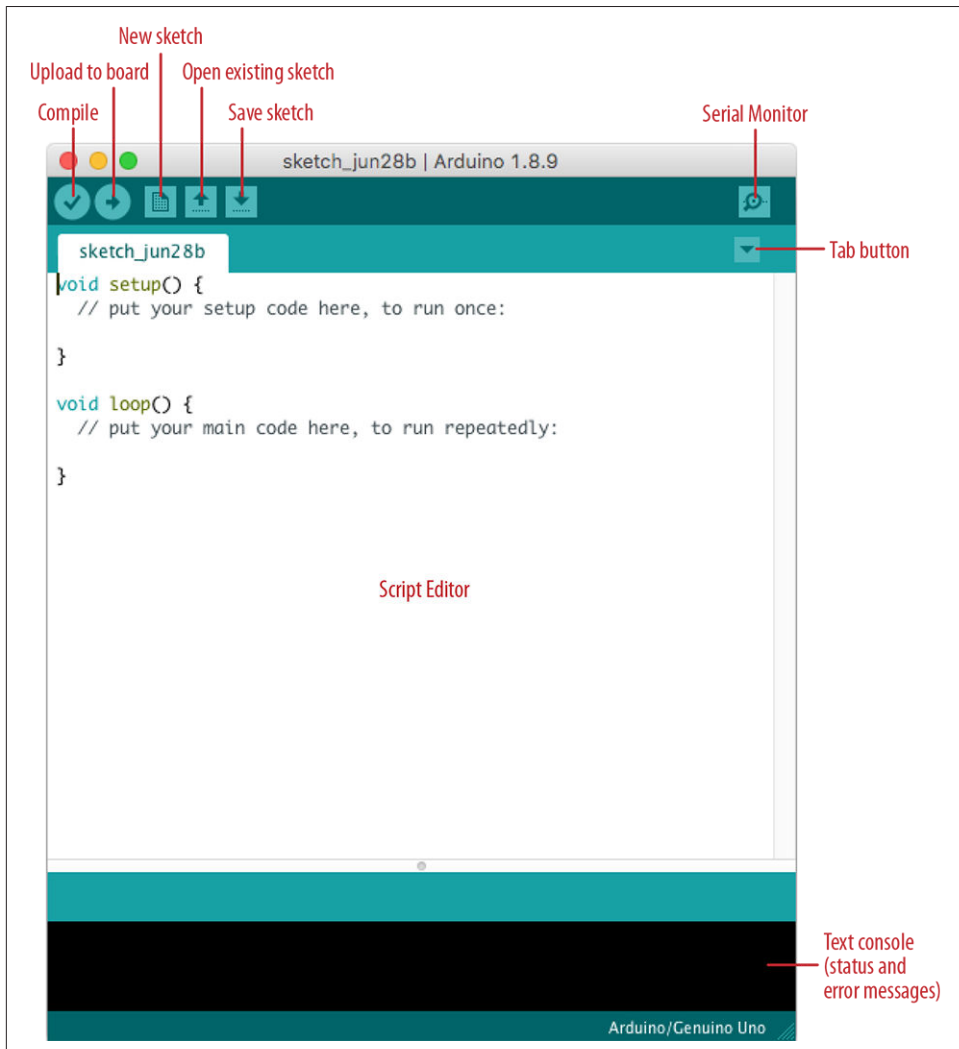 New sketch
Upload to board
Open existing sketch
Compile
Save sketch
Serial Monitor
sketch_jun28b | Arduino 1.8.9
sketch_jun28b
Tab button
void setup() {
  // put your setup code here, to run once:
}
void loop() {
  // put your main code here, to run repeatedly:
}
Script Editor
Text console
(status and
error messages)
Arduino/Genuino Uno